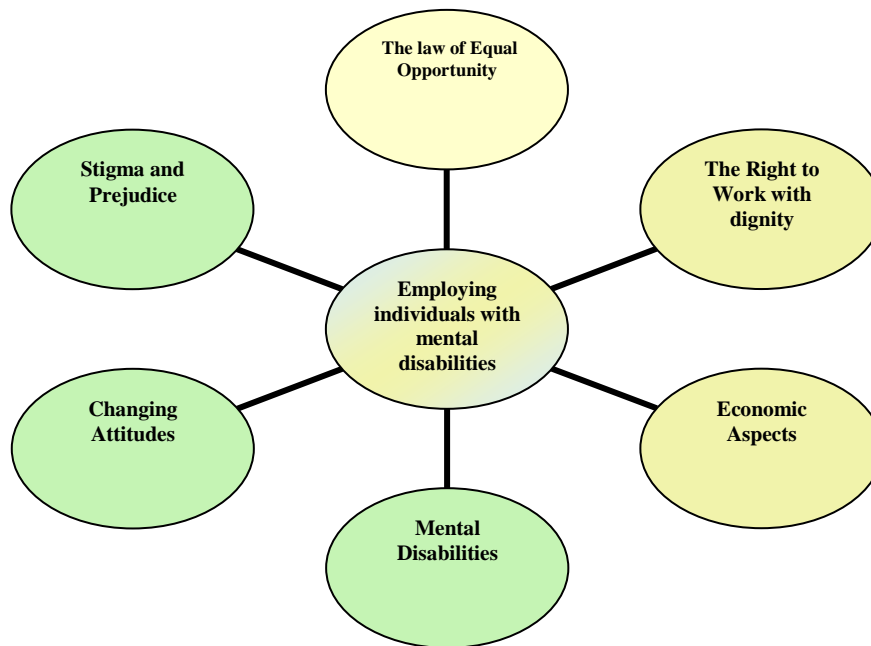 The law of Equal
Opportunity
Stigma and
Prejudice
The Right to
Work with
dignity
Employing
individuals with
mental
disabilities
Changing
Attitudes
Economic
Aspects
Mental
Disabilities